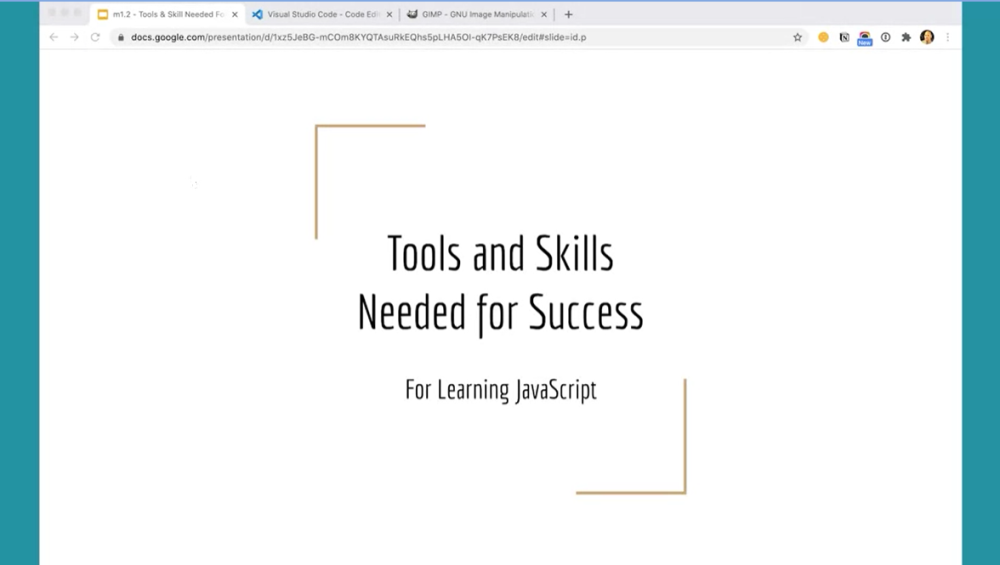 m1.2 - Tools & Skill Needed Fo
Visual Studio Code - Code Edi
GIMP - GNU Image Manipulati
docs.google.com/presentation/d/1xz5JeBG-mCOm8KYQTAsuRkEQhs5pLHA5OI-qK7PsEK8/edit#slide=id.p
New
Tools and Skills
Needed for Success
For Learning JavaScript